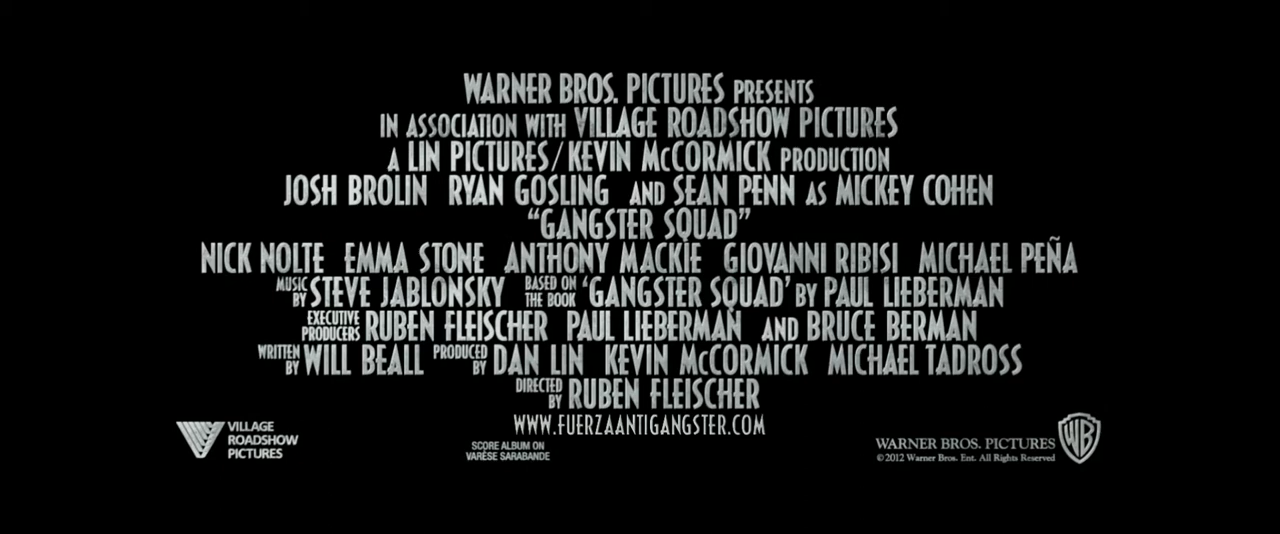 WARNER BROS. PICTURES PRESENTS
IN ASSOCIATION WITH VILLAGE ROADSHOW PICTURES
A LIN PICTURES/KEVIN McCORMICK PRODUCTION
JOSH BROLIN RYAN GOSLING AND SEAN PENN AS MICKEY COHEN
“GANGSTER SQUAD”
NICK NOLTE EMMA STONE ANTHONY MACKIE GIOVANNI RIBISI MICHAEL PEÑA
MUSIC BY STEVE JABLONSKY BASED ON THE BOOK ‘GANGSTER SQUAD’ BY PAUL LIEBERMAN
EXECUTIVE PRODUCERS RUBEN FLEISCHER PAUL LIEBERMAN AND BRUCE BERMAN
WRITTEN BY WILL BEALL PRODUCED BY DAN LIN KEVIN McCORMICK MICHAEL TADROSS
DIRECTED BY RUBEN FLEISCHER
WWW.FUERZAANTIGANGSTER.COM
VILLAGE
ROADSHOW
PICTURES
SCORE ALBUM ON
VARÈSE SARABANDE
WARNER BROS. PICTURES
©2012 Warner Bros. Ent. All Rights Reserved
WB